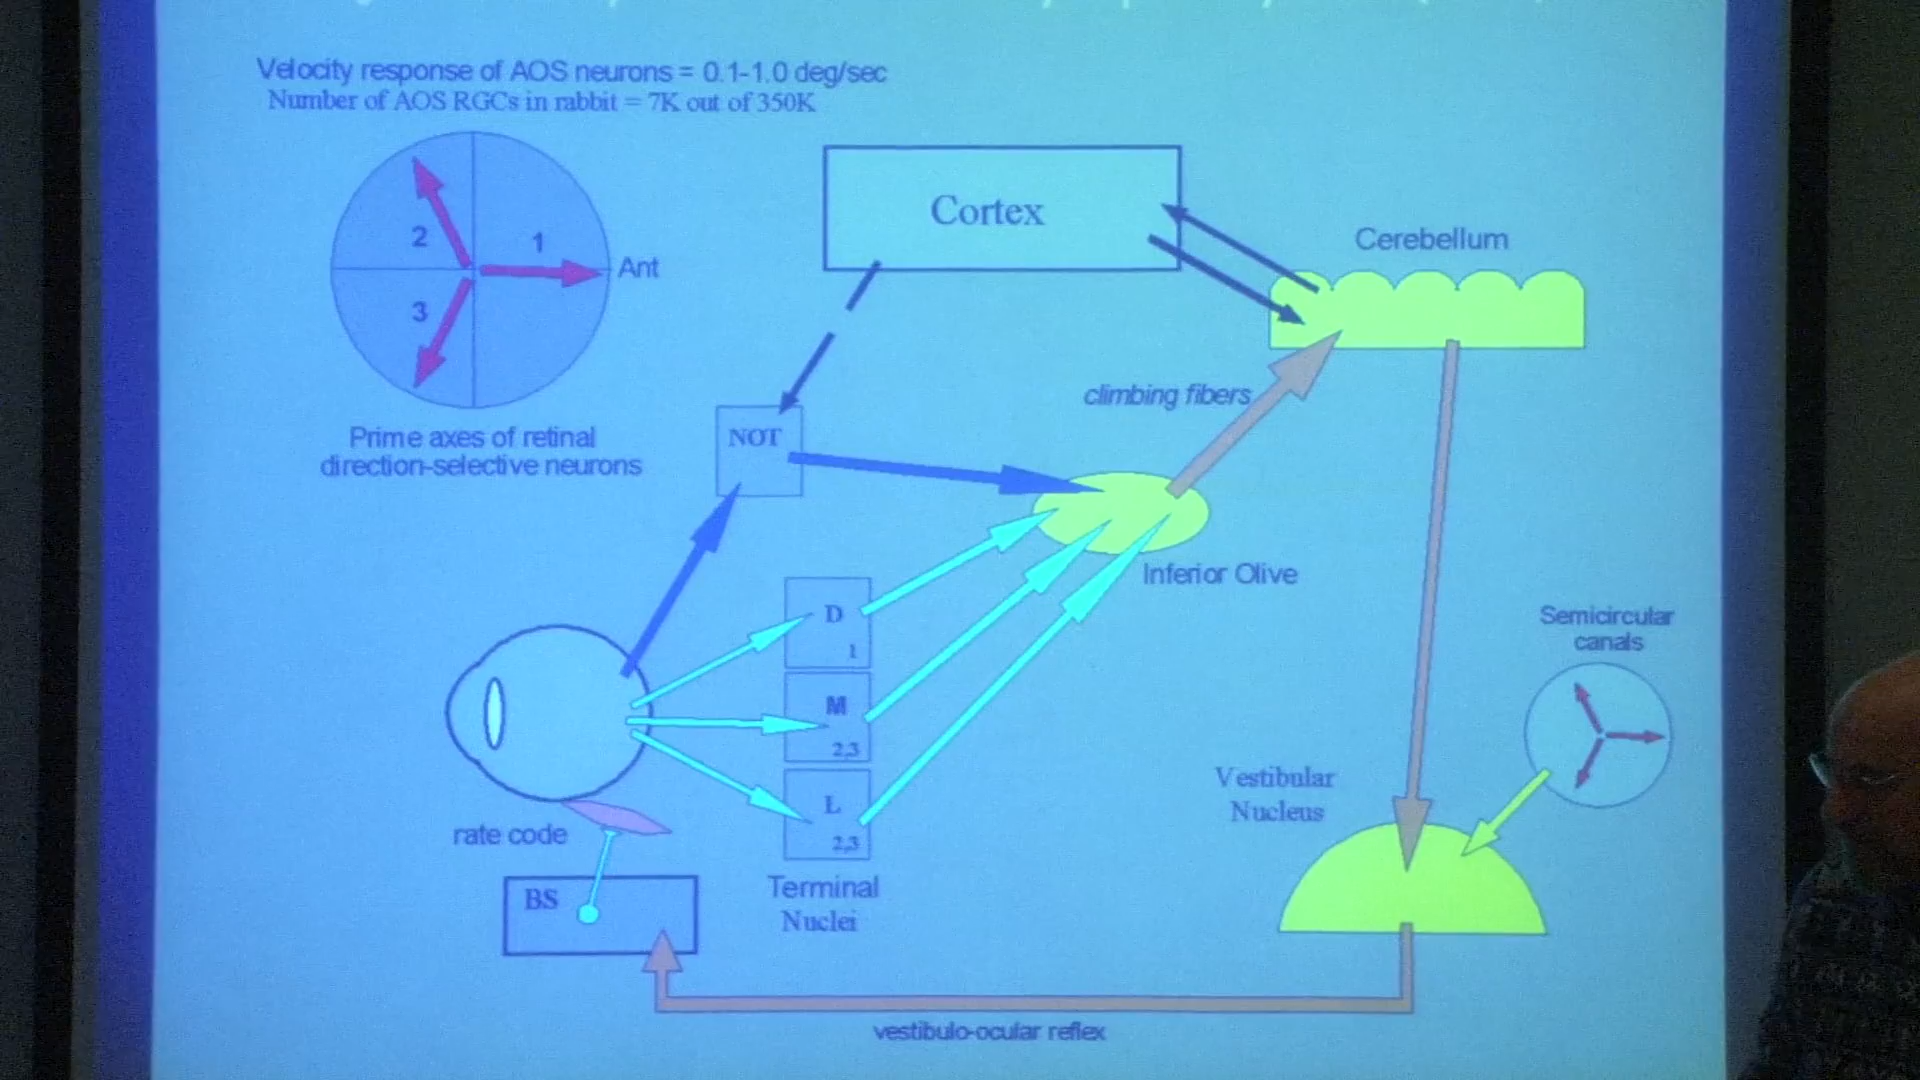 Velocity response of AOS neurons = 0.1-1.0 deg/sec
Number of AOS RGCs in rabbit = 7K out of 350K
2
1
3
Ant
Prime axes of retinal
direction-selective neurons
Cortex
Cerebellum
climbing fibers
NOT
Inferior Olive
D
1
M
2,3
L
2,3
Terminal
Nuclei
rate code
BS
Semicircular
canals
Vestibular
Nucleus
vestibulo-ocular reflex